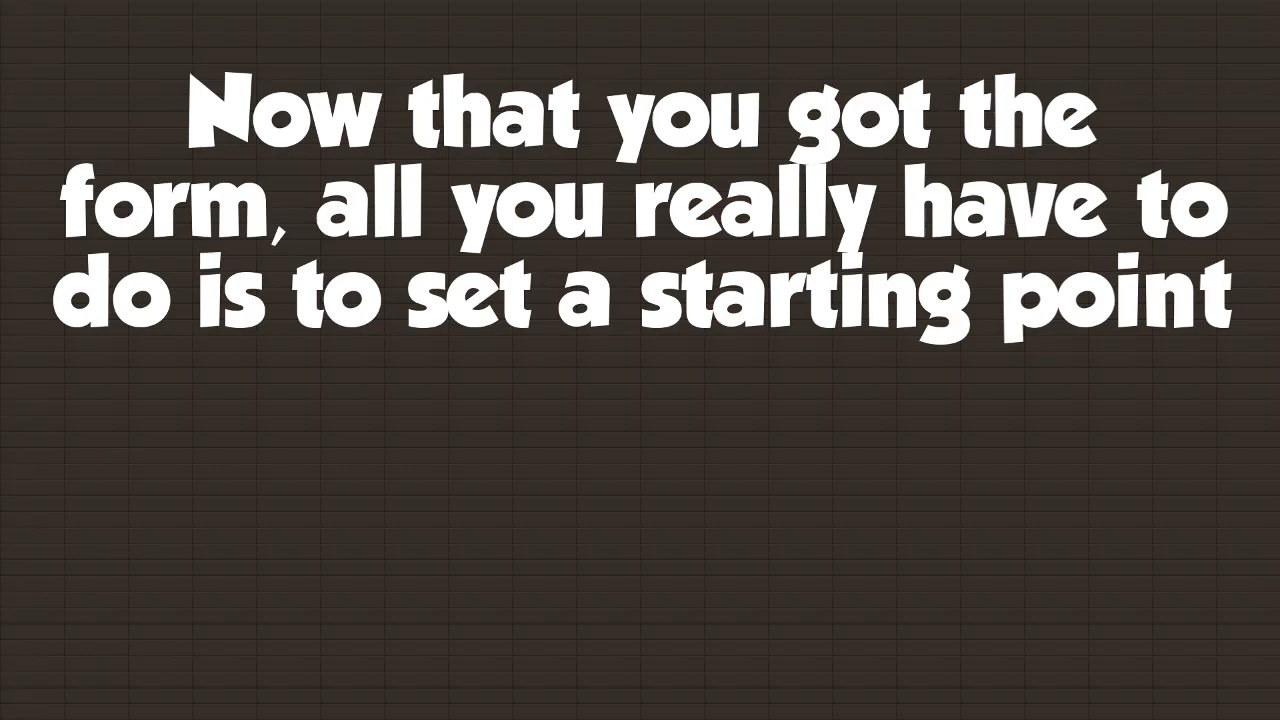 Now that you got the
form, all you really have to
do is to set a starting point